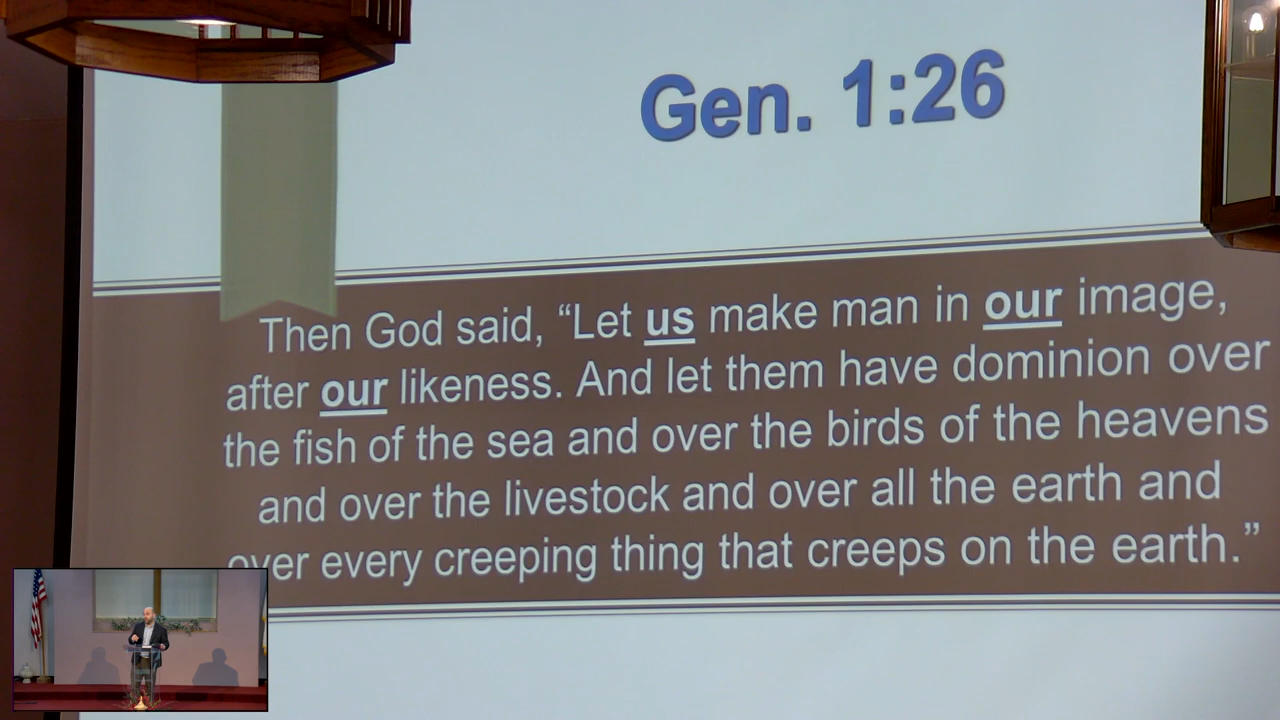 Gen. 1:26
Then God said, “Let us make man in our image,
after our likeness. And let them have dominion over
the fish of the sea and over the birds of the heavens
and over the livestock and over all the earth and
over every creeping thing that creeps on the earth.”